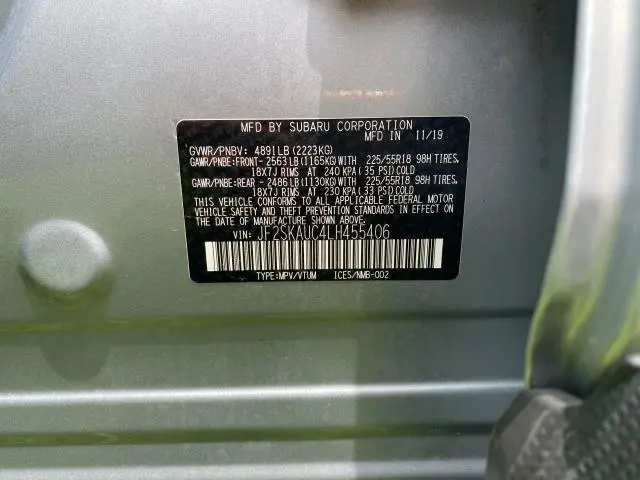 MFD BY SUBARU CORPORATION
GVWR/PNBV: 4891LB(2223KG) MFD IN 11/19
GAWR/PNBE:FRONT-2563LB(1165KG)WITH 225/55R18 98H TIRES,
18X7J RIMS AT 240 KPA(35 PSI)COLD
GAWR/PNBE:REAR -2486LB(1130KG)WITH 225/55R18 98H TIRES,
18X7J RIMS AT 230 KPA(33 PSI)COLD
THIS VEHICLE CONFORMS TO ALL APPLICABLE FEDERAL MOTOR
VEHICLE SAFETY AND THEFT PREVENTION STANDARDS IN EFFECT ON
THE DATE OF MANUFACTURE SHOWN ABOVE.
VIN: JF2SKAUC4LH455406
TYPE:MPV/VTUM ICES/NMB-002